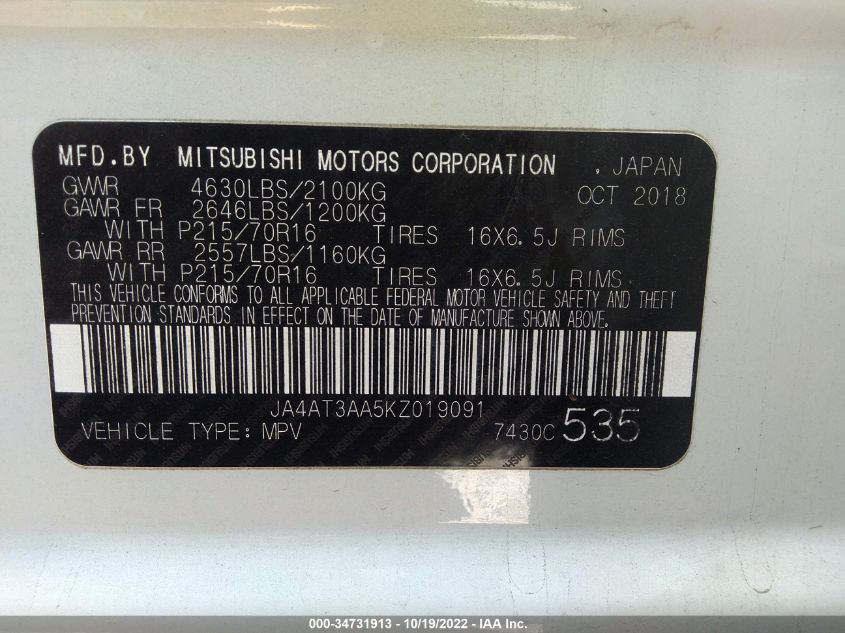 MFD.BY MITSUBISHI MOTORS CORPORATION , JAPAN
GVWR 4630LBS/2100KG OCT 2018
GAWR FR 2646LBS/1200KG
WITH P215/70R16 TIRES 16X6.5J RIMS
GAWR RR 2557LBS/1160KG
WITH P215/70R16 TIRES 16X6.5J RIMS.
THIS VEHICLE CONFORMS TO ALL APPLICABLE FEDERAL MOTOR VEHICLE SAFETY AND THEFT
PREVENTION STANDARDS IN EFFECT ON THE DATE OF MANUFACTURE SHOWN ABOVE.
JA4AT3AA5KZ019091
VEHICLE TYPE: MPV 7430C 535
000-34731913 - 10/19/2022 - IAA Inc.